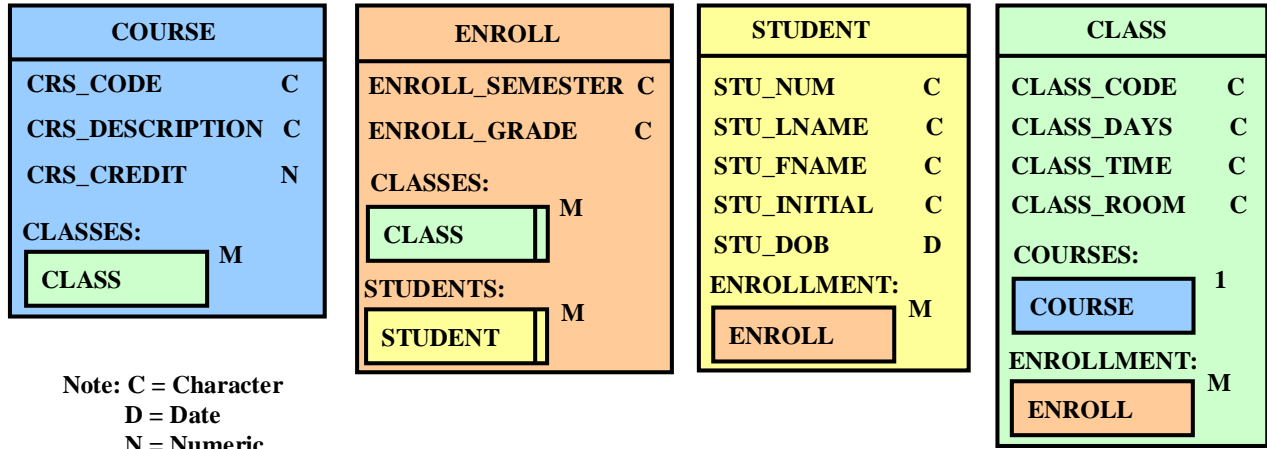 COURSE
CRS_CODE C
CRS_DESCRIPTION C
CRS_CREDIT N
CLASSES:
M
CLASS
ENROLL
ENROLL_SEMESTER C
ENROLL_GRADE C
CLASSES:
M
CLASS
STUDENTS:
M
STUDENT
STUDENT
STU_NUM C
STU_LNAME C
STU_FNAME C
STU_INITIAL C
STU_DOB D
ENROLLMENT:
M
ENROLL
CLASS
CLASS_CODE C
CLASS_DAYS C
CLASS_TIME C
CLASS_ROOM C
COURSES:
1
COURSE
ENROLLMENT:
M
ENROLL
Note: C = Character
D = Date
N = Numeric